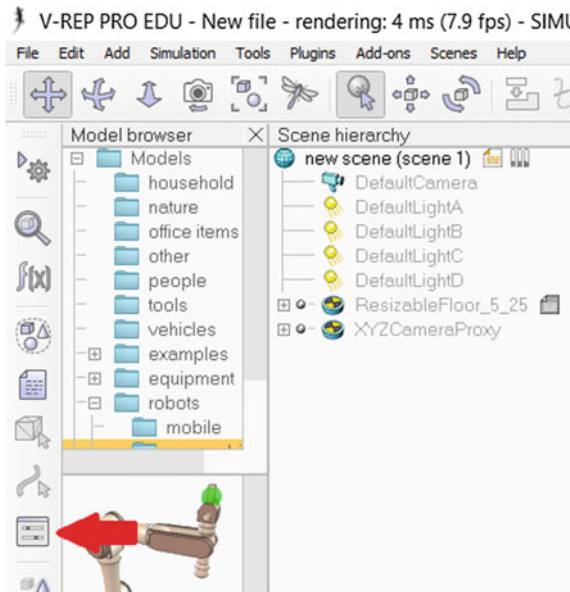 V-REP PRO EDU - New file - rendering: 4 ms (7.9 fps) - SIMU
File Edit Add Simulation Tools Plugins Add-ons Scenes Help
Model browser
Models
household
nature
office items
other
people
tools
vehicles
examples
equipment
robots
mobile
Scene hierarchy
new scene (scene 1)
DefaultCamera
DefaultLightA
DefaultLightB
DefaultLightC
DefaultLightD
ResizableFloor_5_25
XYZCameraProxy
f(x)